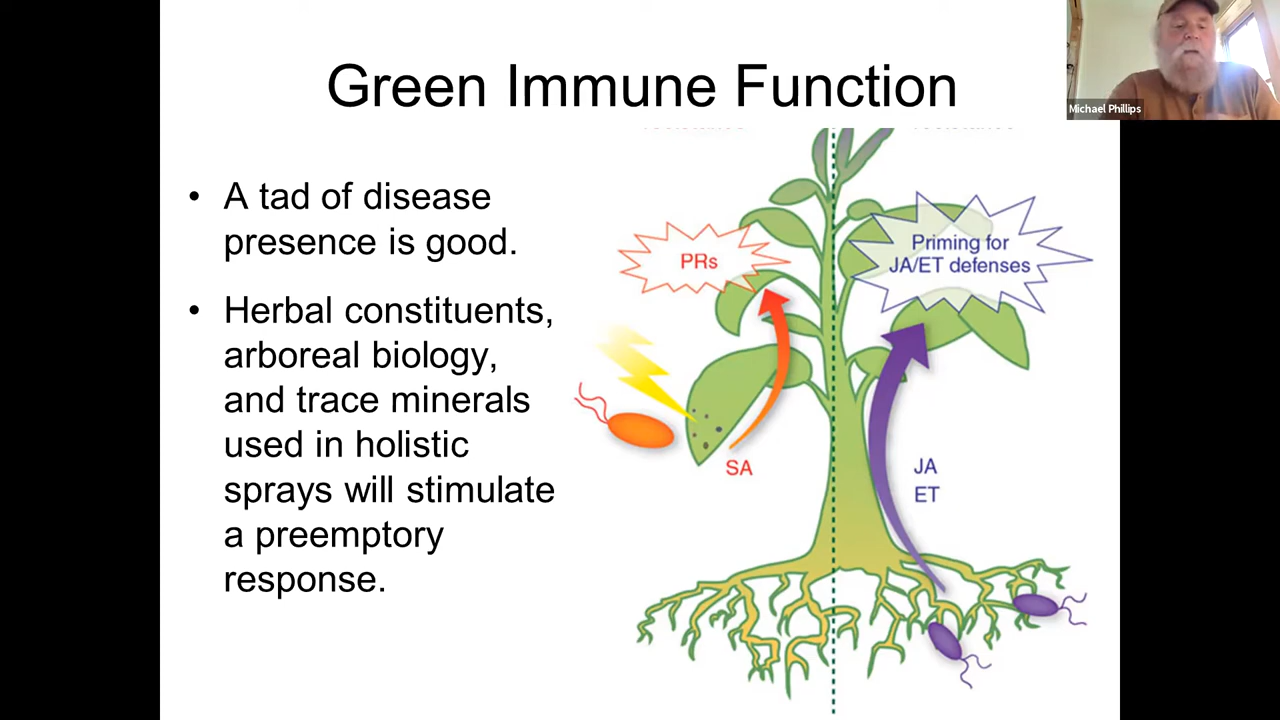 Green Immune Function
Michael Phillips
• A tad of disease
presence is good.
• Herbal constituents,
arboreal biology,
and trace minerals
used in holistic
sprays will stimulate
a preemptory
response.
PRs
Priming for
JA/ET defenses
SA
JA
ET